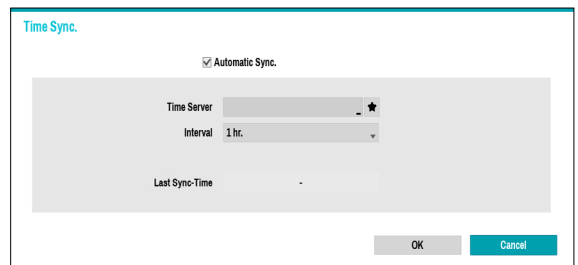 Time Sync.
Automatic Sync.
Time Server _
Interval 1 hr.
Last Sync-Time -
OK Cancel